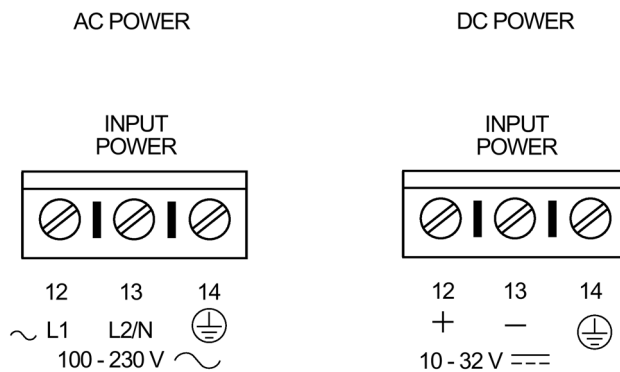 AC POWER
INPUT
POWER
12 13 14
L1 L2/N
100 - 230 V
DC POWER
INPUT
POWER
12 13 14
+ −
10 - 32 V